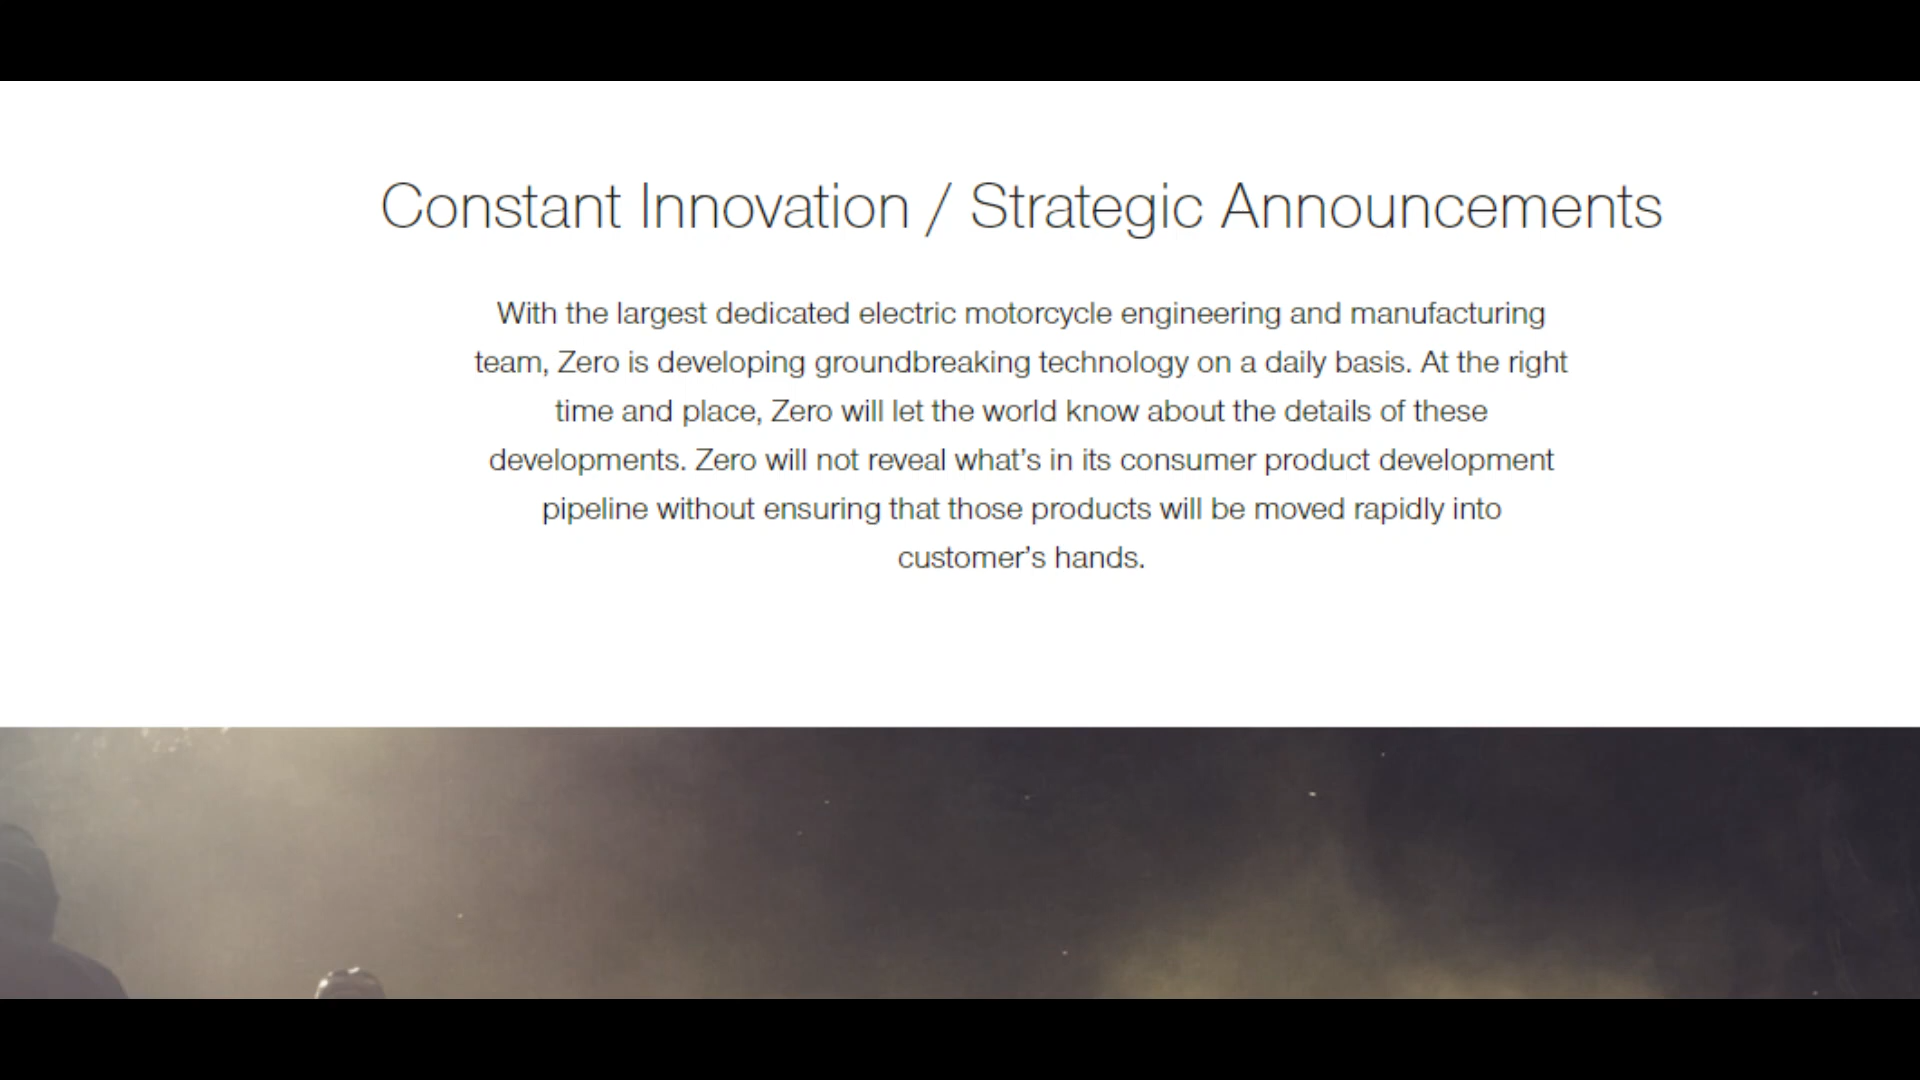 Constant Innovation / Strategic Announcements
With the largest dedicated electric motorcycle engineering and manufacturing
team, Zero is developing groundbreaking technology on a daily basis. At the right
time and place, Zero will let the world know about the details of these
developments. Zero will not reveal what’s in its consumer product development
pipeline without ensuring that those products will be moved rapidly into
customer’s hands.